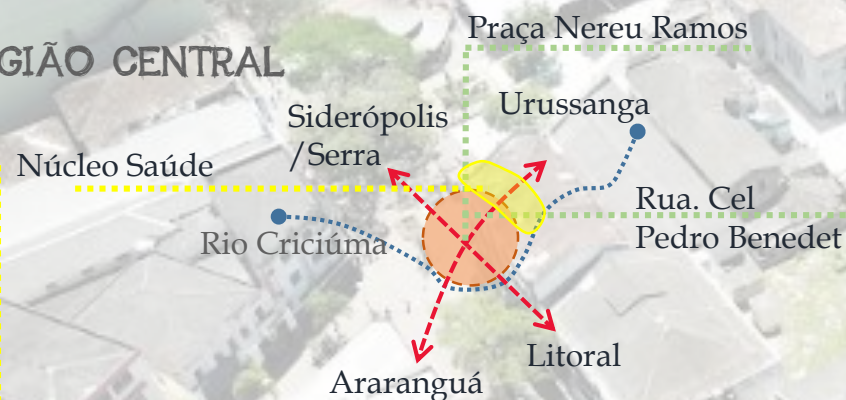 Praça Nereu Ramos
GIÃO CENTRAL
Siderópolis
/Serra
Urussanga
Núcleo Saúde
Rua. Cel
Pedro Benedet
Rio Criciúma
Litoral
Araranguá